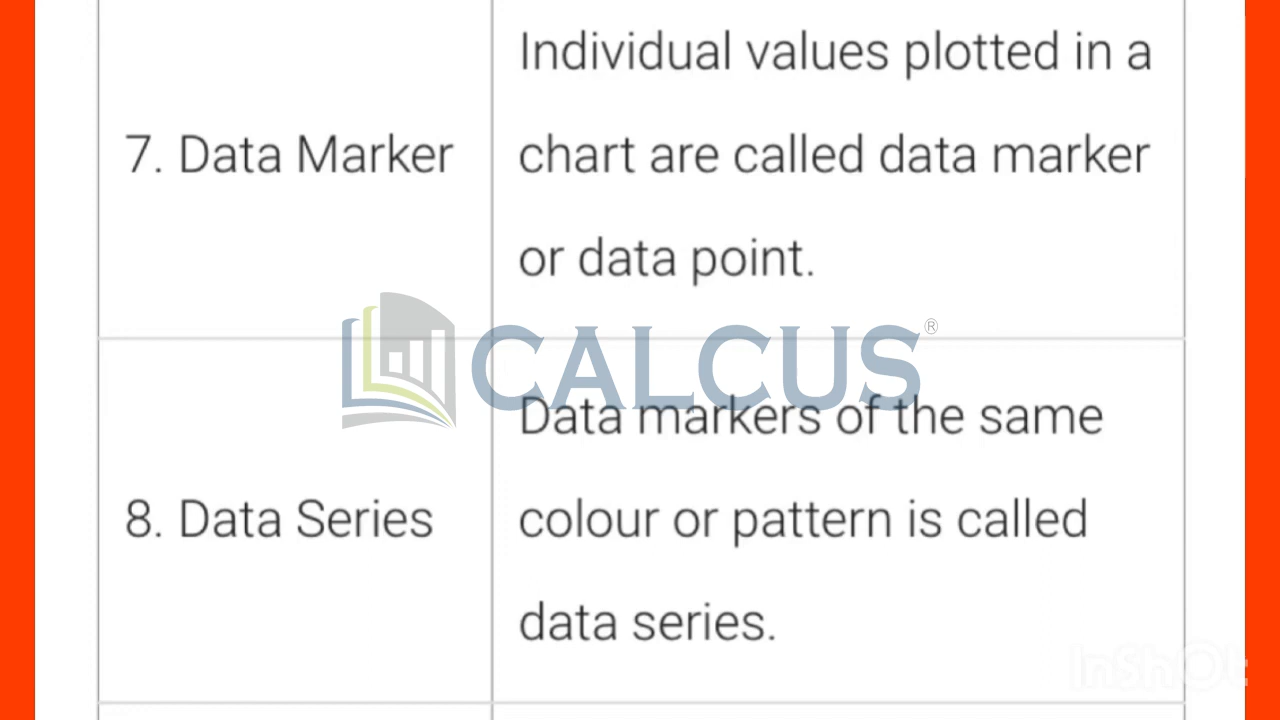 Individual values plotted in a
7. Data Marker
chart are called data marker
or data point.
CALCUS®
Data markers of the same
8. Data Series
colour or pattern is called
data series.
InShOt